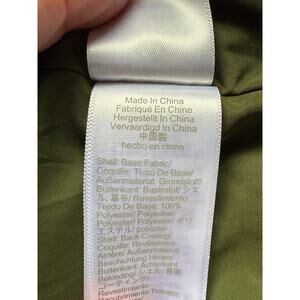 Made In China
Fabriqué En Chine
Hergestellt In China
Vervaardigd In China
中国製
hecho en china
Shell: Base Fabric/
Coquille: Tissu De Base/
Außenmaterial: Grundstoff/
Buitenkant: Basisstof/ シェ
ル: 基布/ Revestimiento:
Tejido De Base: 100%
Polyester/ Polyester/
Polyester/ Polyester/ ポリ
エステル/ poliéster
Shell: Back Coating/
Coquille: Revêtement
Arrière/ Außenmaterial:
Beschichtung Hinten/
Buitenkant: Achterkant
Bekleding/ シェル: 背面
コーティング/
Revestimiento: